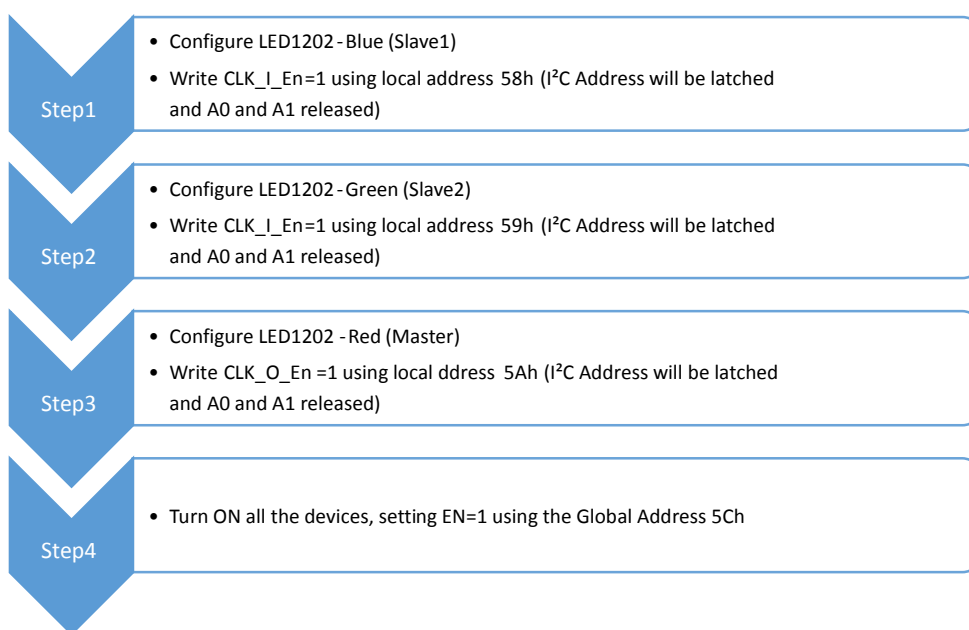 Step1
• Configure LED1202-Blue (Slave1)
• Write CLK_I_En=1 using local address 58h (I²C Address will be latched
and A0 and A1 released)
Step2
• Configure LED1202-Green (Slave2)
• Write CLK_I_En=1 using local address 59h (I²C Address will be latched
and A0 and A1 released)
Step3
• Configure LED1202 -Red (Master)
• Write CLK_O_En =1 using local ddress 5Ah (I²C Address will be latched
and A0 and A1 released)
Step4
• Turn ON all the devices, setting EN=1 using the Global Address 5Ch